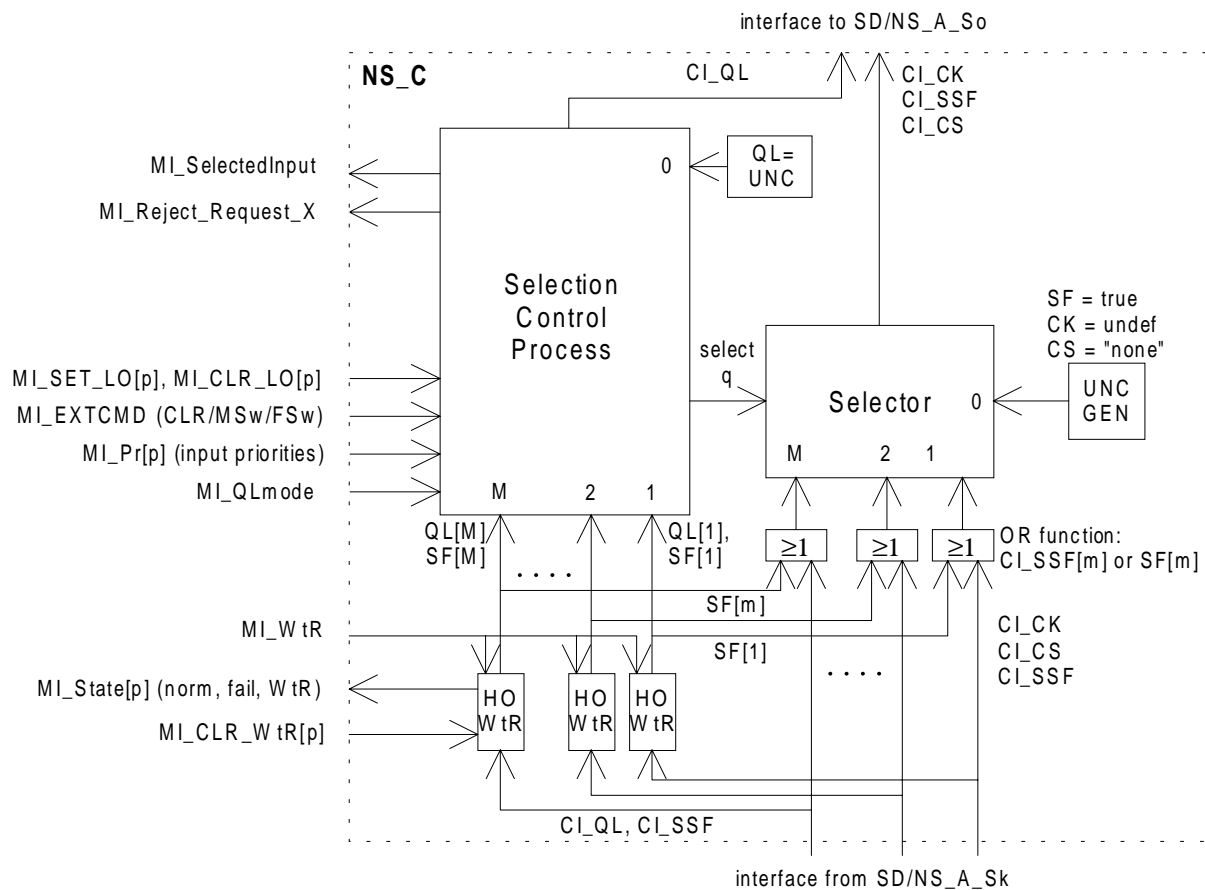 interface to SD/NS_A_So
NS_C
CI_QL
CI_CK
CI_SSF
CI_CS
MI_SelectedInput
MI_Reject_Request_X
0
QL=
UNC
Selection
Control
Process
SF = true
CK = undef
CS = "none"
select
q
MI_SET_LO[p], MI_CLR_LO[p]
MI_EXTCMD (CLR/MSw/FSw)
MI_Pr[p] (input priorities)
MI_QLmode
Selector
0
UNC
GEN
M 2 1
M 2 1
QL[M]
SF[M]
QL[1],
SF[1]
≥1 ≥1 ≥1
OR function:
CI_SSF[m] or SF[m]
. . . .
SF[m]
MI_WtR
SF[1]
CI_CK
CI_CS
CI_SSF
. . . .
MI_State[p] (norm, fail, WtR)
MI_CLR_WtR[p]
HO
WtR
HO
WtR
HO
WtR
CI_QL, CI_SSF
interface from SD/NS_A_Sk